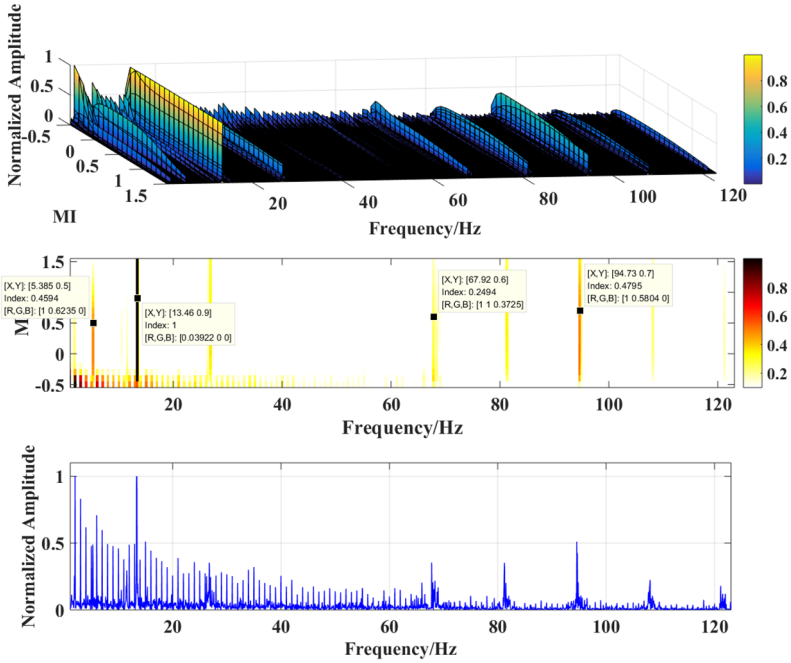 Normalized Amplitude
1
0.5
0
-0.5
0
0.5
1
1.5
MI
20
40
60
80
100
120
Frequency/Hz
0.8
0.6
0.4
0.2
1.5
0.5
0
-0.5
M
[X,Y]: [5.385 0.5]
Index: 0.4594
[R,G,B]: [1 0.6235 0]
[X,Y]: [13.46 0.9]
Index: 1
[R,G,B]: [0.03922 0 0]
[X,Y]: [67.92 0.6]
Index: 0.2494
[R,G,B]: [1 1 0.3725]
[X,Y]: [94.73 0.7]
Index: 0.4795
[R,G,B]: [1 0.5804 0]
20
40
60
80
100
120
Frequency/Hz
0.8
0.6
0.4
0.2
Normalized Amplitude
1
0.5
0
20
40
60
80
100
120
Frequency/Hz